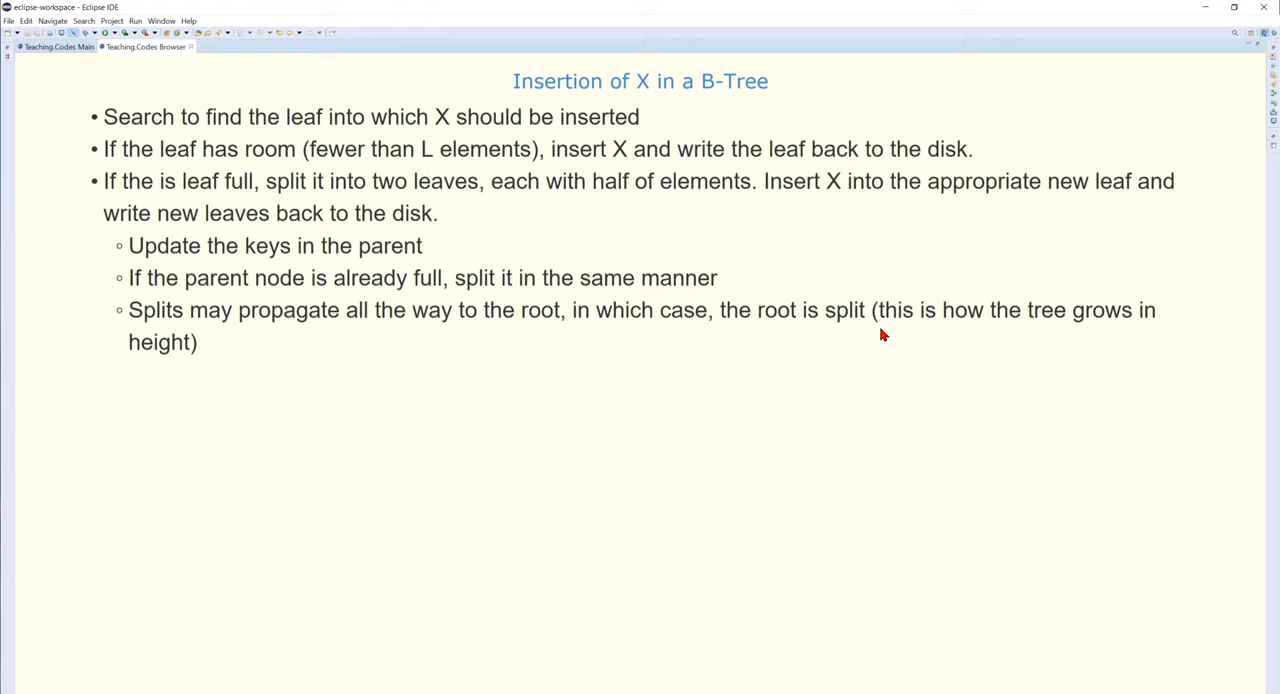 eclipse-workspace - Eclipse IDE
File Edit Navigate Search Project Run Window Help
Teaching.Codes Main Teaching.Codes Browser
Insertion of X in a B-Tree
• Search to find the leaf into which X should be inserted
• If the leaf has room (fewer than L elements), insert X and write the leaf back to the disk.
• If the is leaf full, split it into two leaves, each with half of elements. Insert X into the appropriate new leaf and
write new leaves back to the disk.
◦ Update the keys in the parent
◦ If the parent node is already full, split it in the same manner
◦ Splits may propagate all the way to the root, in which case, the root is split (this is how the tree grows in
height)